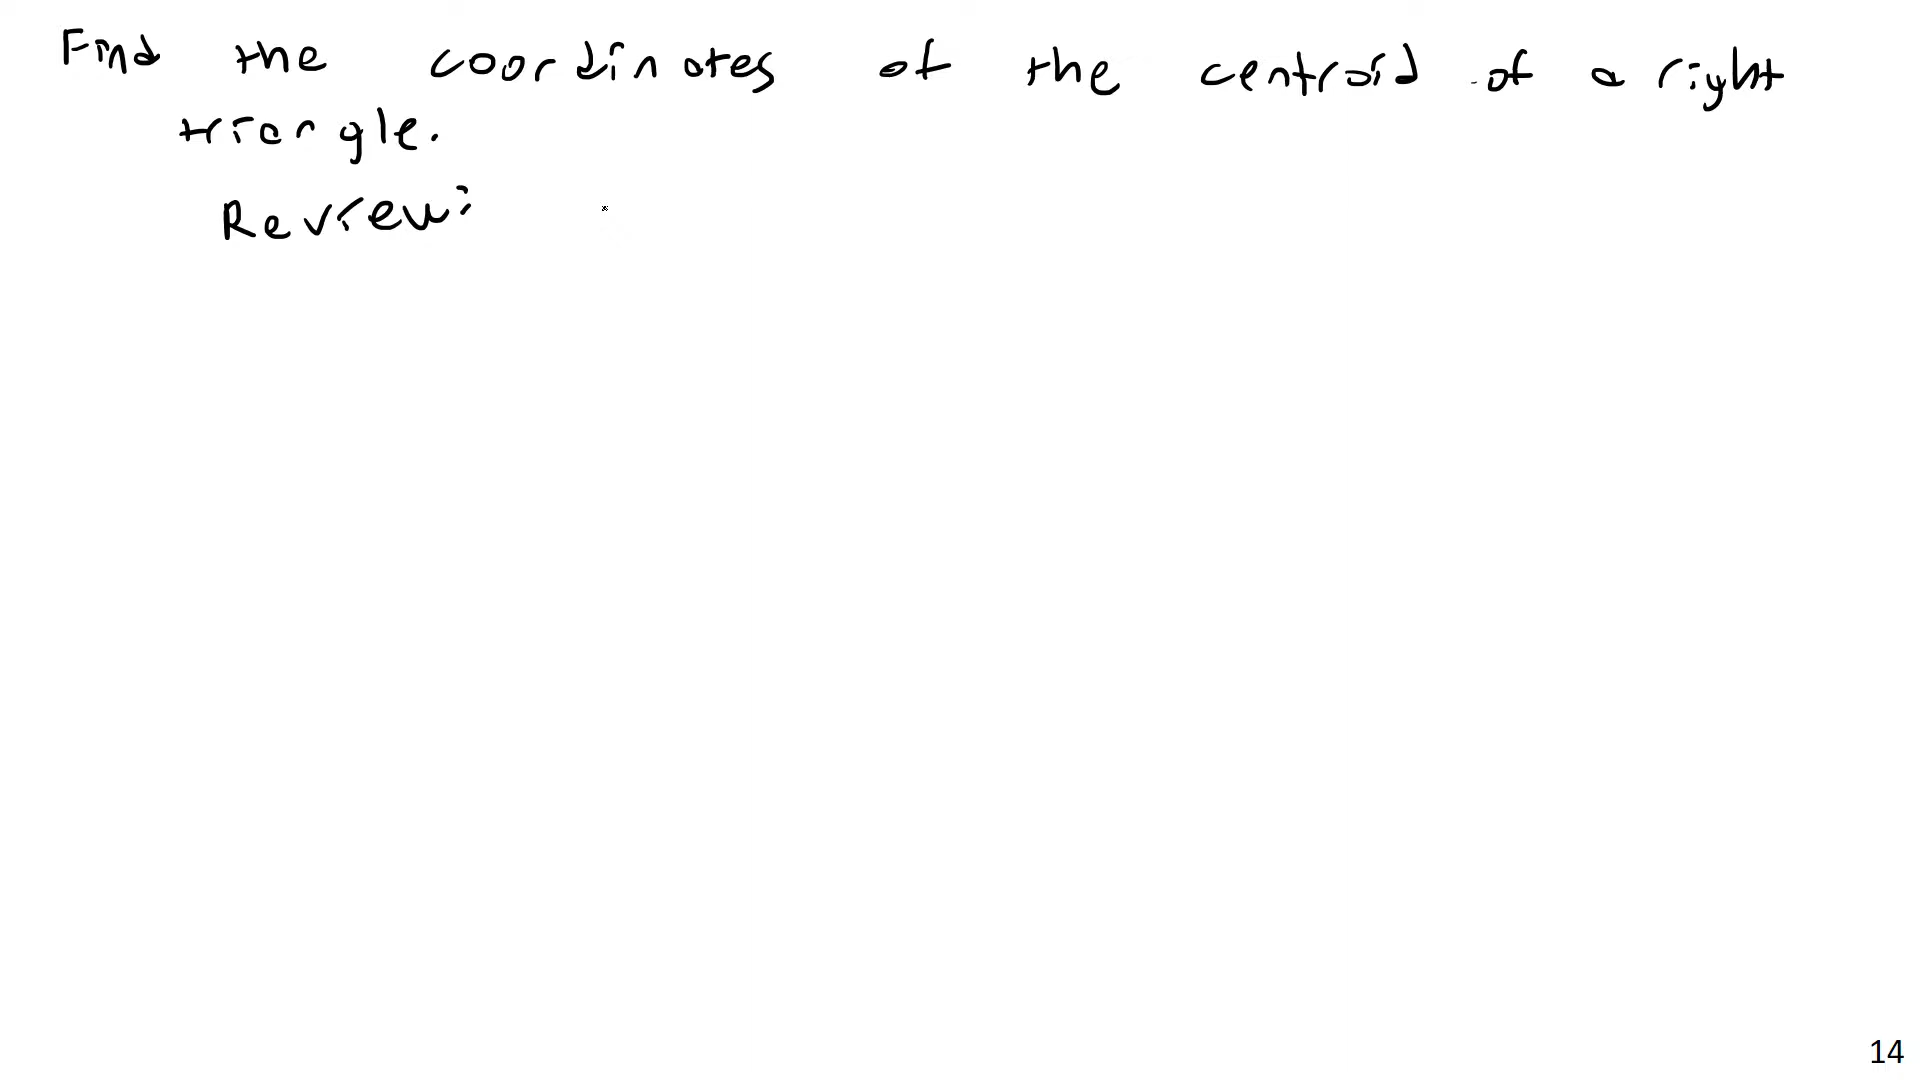 Find the coordinates of the centroid of a right
triangle.
Review:
14